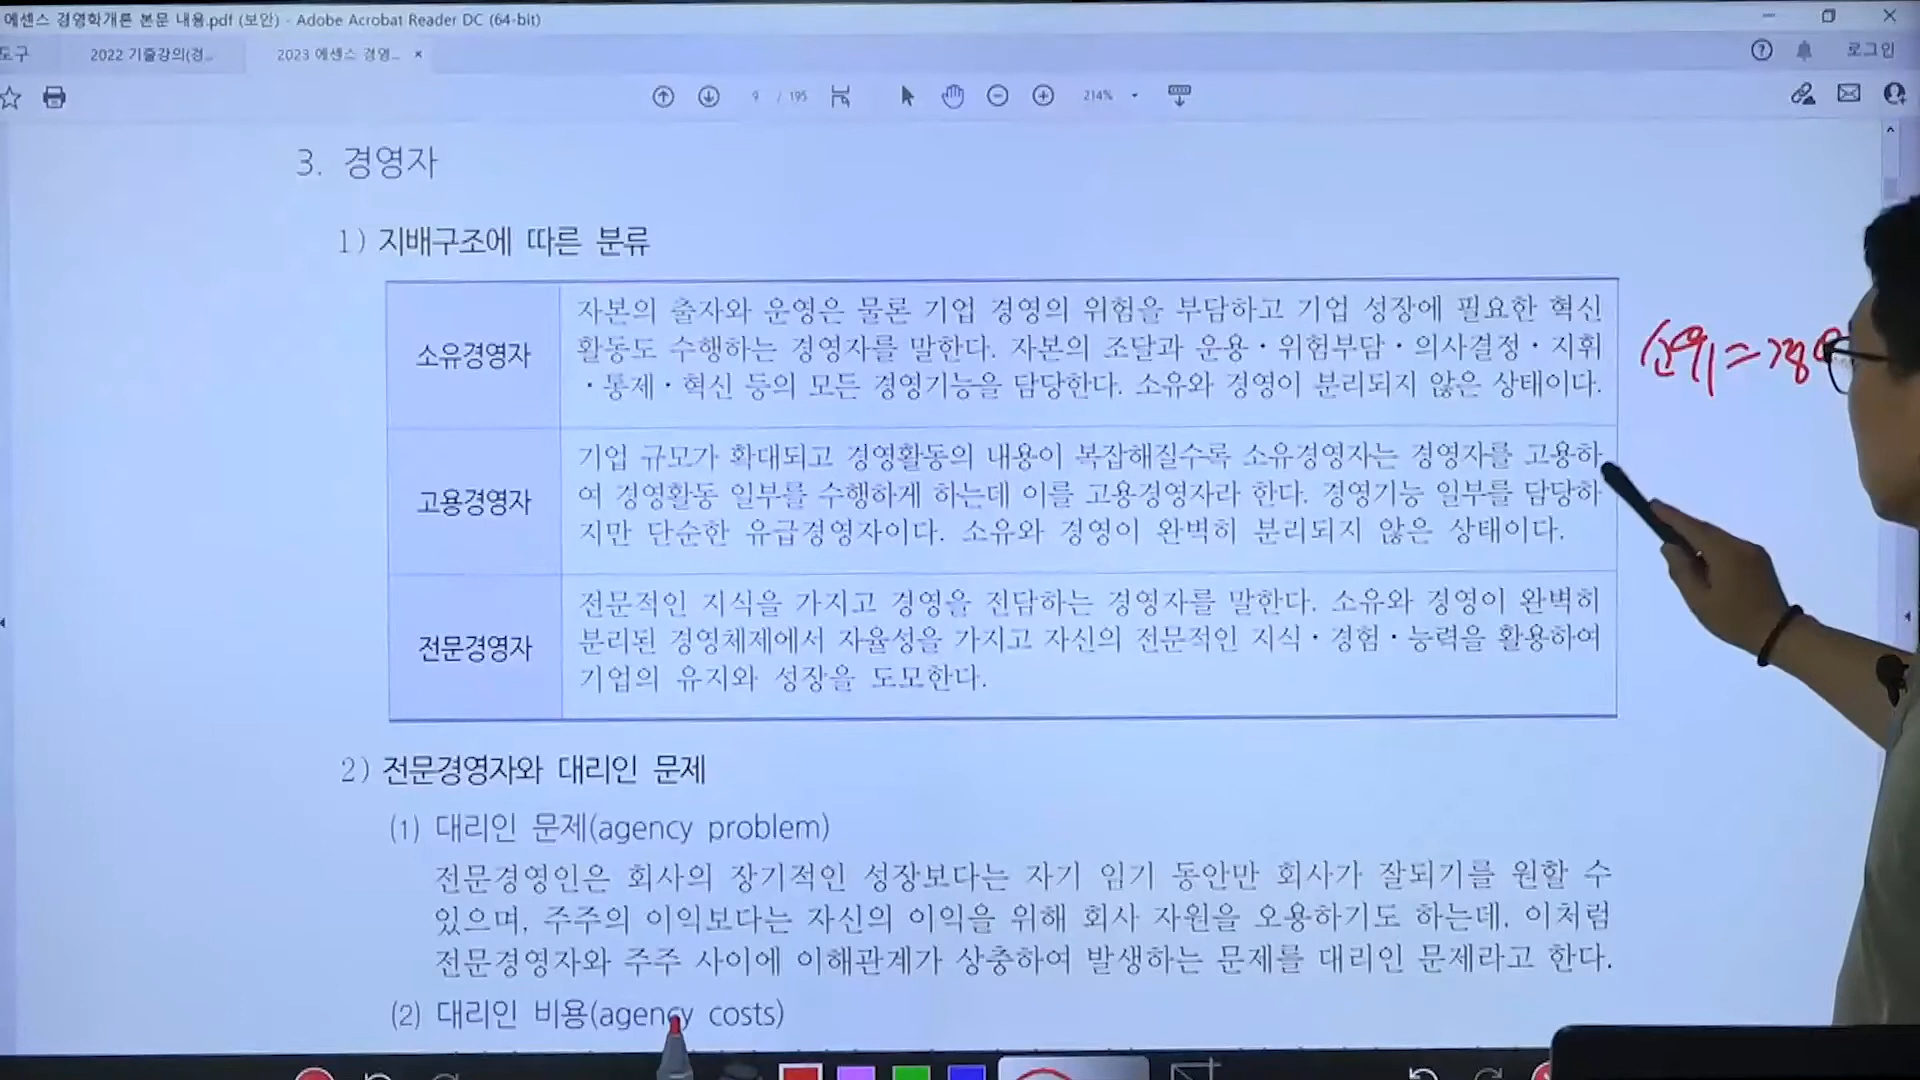 에센스 경영학개론 본문 내용.pdf (보안) - Adobe Acrobat Reader DC (64-bit)
도구
2022 기출강의(경...
2023 에센스 경영...
로그인
9 / 195
214%
3. 경영자
1) 지배구조에 따른 분류
소유경영자
자본의 출자와 운영은 물론 기업 경영의 위험을 부담하고 기업 성장에 필요한 혁신
활동도 수행하는 경영자를 말한다. 자본의 조달과 운용·위험부담·의사결정·지휘
·통제·혁신 등의 모든 경영기능을 담당한다. 소유와 경영이 분리되지 않은 상태이다.
고용경영자
기업 규모가 확대되고 경영활동의 내용이 복잡해질수록 소유경영자는 경영자를 고용하
여 경영활동 일부를 수행하게 하는데 이를 고용경영자라 한다. 경영기능 일부를 담당하
지만 단순한 유급경영자이다. 소유와 경영이 완벽히 분리되지 않은 상태이다.
전문경영자
전문적인 지식을 가지고 경영을 전담하는 경영자를 말한다. 소유와 경영이 완벽히
분리된 경영체제에서 자율성을 가지고 자신의 전문적인 지식·경험·능력을 활용하여
기업의 유지와 성장을 도모한다.
2) 전문경영자와 대리인 문제
(1) 대리인 문제(agency problem)
전문경영인은 회사의 장기적인 성장보다는 자기 임기 동안만 회사가 잘되기를 원할 수
있으며, 주주의 이익보다는 자신의 이익을 위해 회사 자원을 오용하기도 하는데, 이처럼
전문경영자와 주주 사이에 이해관계가 상충하여 발생하는 문제를 대리인 문제라고 한다.
(2) 대리인 비용(agency costs)